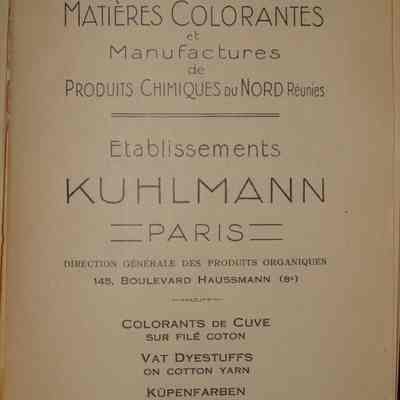 MATIÈRES COLORANTES
et
Manufactures
de
PRODUITS CHIMIQUES DU NORD Réunies
Etablissements
KUHLMANN
PARIS
DIRECTION GÉNÉRALE DES PRODUITS ORGANIQUES
145, BOULEVARD HAUSSMANN (8e)
COLORANTS DE CUVE
SUR FILÉ COTON
VAT DYESTUFFS
ON COTTON YARN
KÜPENFARBEN